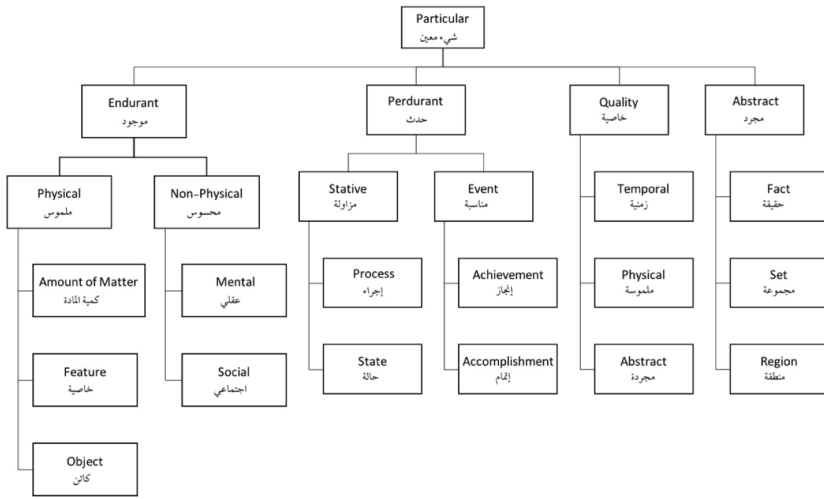 Particular
شيء معين
Endurant
موجود
Perdurant
حدث
Quality
خاصية
Abstract
مجرد
Physical
ملموس
Non-Physical
محسوس
Stative
مزاولة
Event
مناسبة
Temporal
زمنية
Fact
حقيقة
Amount of Matter
كمية المادة
Mental
عقلي
Process
إجراء
Achievement
إنجاز
Physical
ملموسة
Set
مجموعة
Feature
خاصية
Social
اجتماعي
State
حالة
Accomplishment
إتمام
Abstract
مجردة
Region
منطقة
Object
كائن